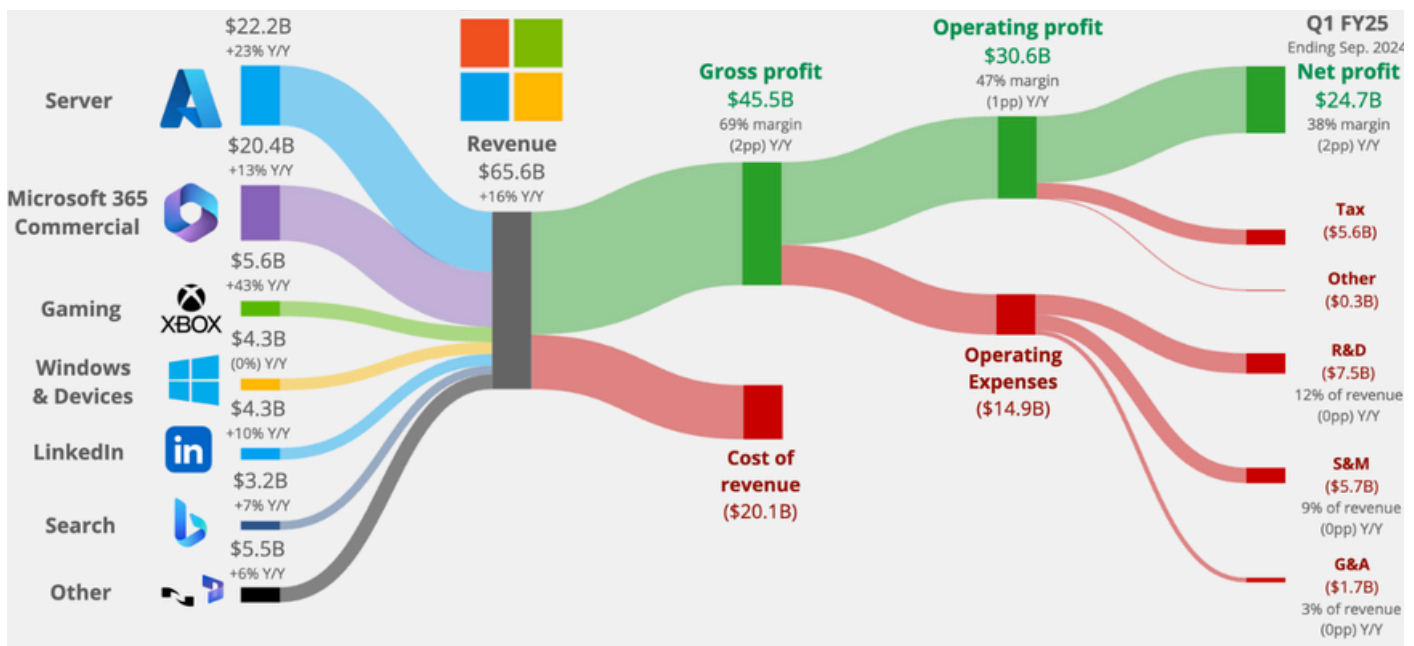 $22.2B
+23% Y/Y
Server
$20.4B
+13% Y/Y
Microsoft 365
Commercial
$5.6B
+43% Y/Y
Gaming
XBOX
$4.3B
(0%) Y/Y
Windows
& Devices
$4.3B
+10% Y/Y
LinkedIn
in
$3.2B
+7% Y/Y
Search
$5.5B
+6% Y/Y
Other
Revenue
$65.6B
+16% Y/Y
Gross profit
$45.5B
69% margin
(2pp) Y/Y
Cost of
revenue
($20.1B)
Operating profit
$30.6B
47% margin
(1pp) Y/Y
Operating
Expenses
($14.9B)
Q1 FY25
Ending Sep. 2024
Net profit
$24.7B
38% margin
(2pp) Y/Y
Tax
($5.6B)
Other
($0.3B)
R&D
($7.5B)
12% of revenue
(0pp) Y/Y
S&M
($5.7B)
9% of revenue
(0pp) Y/Y
G&A
($1.7B)
3% of revenue
(0pp) Y/Y